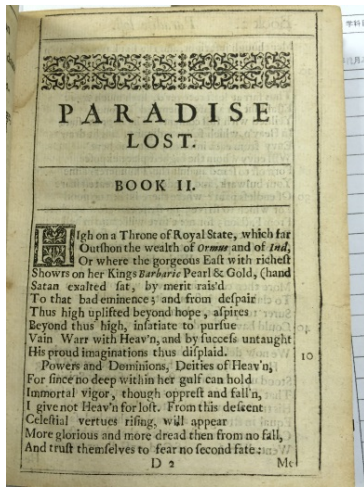 PARADISE
LOST.
BOOK II.
High on a Throne of Royal State, which far
Outſhon the wealth of Ormus and of Ind,
Or where the gorgeous Eaſt with richeſt
Showrs on her Kings Barbaric Pearl & Gold, (hand
Satan exalted ſat, by merit rais'd
To that bad eminence; and from deſpair
Thus high uplifted beyond hope, aſpires
Beyond thus high, inſatiate to purſue
Vain Warr with Heav'n, and by ſucceſs untaught
His proud imaginations thus diſplaid.
10
Powers and Dominions, Deities of Heav'n,
For ſince no deep within her gulf can hold
Immortal vigor, though oppreſt and fall'n,
I give not Heav'n for loſt. From this deſcent
Celeſtial vertues riſing, will appear
More glorious and more dread then from no fall,
And truſt themſelves to fear no ſecond fate:
D 2
Me